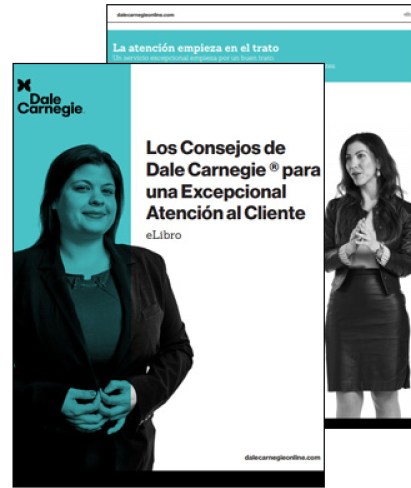 dalecarnegieonline.com
La atención empieza en el trato
Un servicio excepcional empieza por un buen trato
Dale
Carnegie.
Los Consejos de
Dale Carnegie ® para
una Excepcional
Atención al Cliente
eLibro
dalecarnegieonline.com